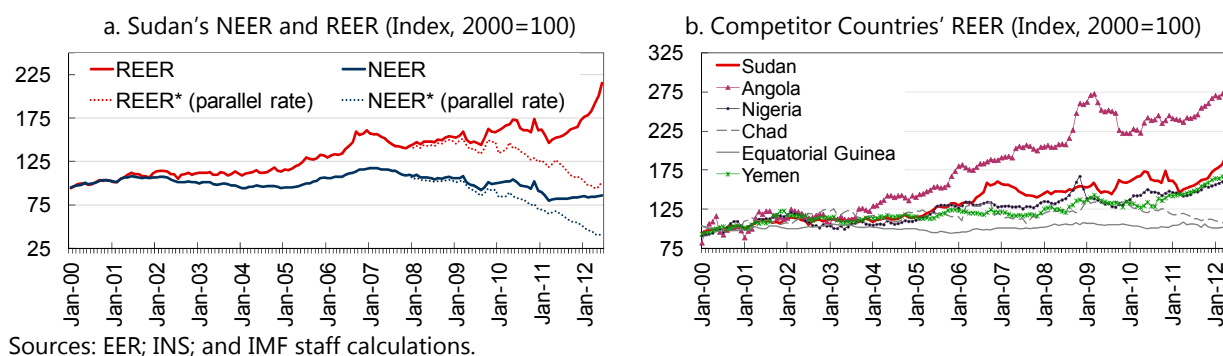 a. Sudan's NEER and REER (Index, 2000=100)
225
175
125
75
25
REER
NEER
REER* (parallel rate)
NEER* (parallel rate)
Jan-00
Jan-01
Jan-02
Jan-03
Jan-04
Jan-05
Jan-06
Jan-07
Jan-08
Jan-09
Jan-10
Jan-11
Jan-12
b. Competitor Countries' REER (Index, 2000=100)
325
275
225
175
125
75
Sudan
Angola
Nigeria
Chad
Equatorial Guinea
Yemen
Jan-00
Jan-01
Jan-02
Jan-03
Jan-04
Jan-05
Jan-06
Jan-07
Jan-08
Jan-09
Jan-10
Jan-11
Jan-12
Sources: EER; INS; and IMF staff calculations.